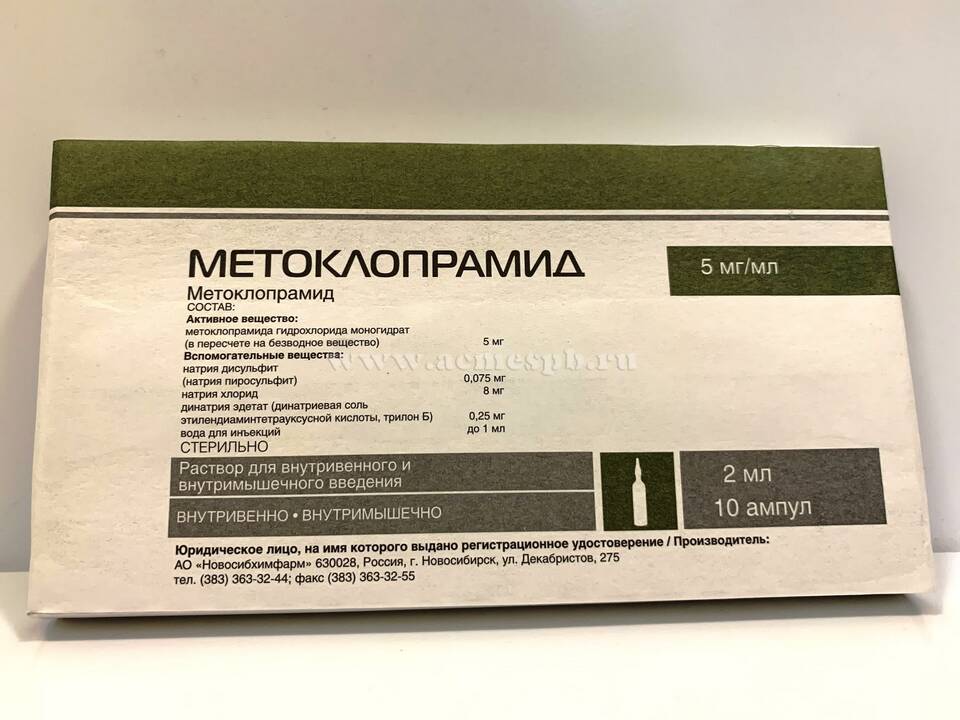 МЕТОКЛОПРАМИД
5 мг/мл
Метоклопрамид
СОСТАВ:
Активное вещество:
метоклопрамида гидрохлорида моногидрат
(в пересчете на безводное вещество) 5 мг
Вспомогательные вещества:
натрия дисульфит
(натрия пиросульфит) 0,075 мг
натрия хлорид 8 мг
динатрия эдетат (динатриевая соль
этилендиаминтетрауксусной кислоты, трилон Б) 0,25 мг
вода для инъекций до 1 мл
СТЕРИЛЬНО
www.acmespb.ru
Раствор для внутривенного и
внутримышечного введения
ВНУТРИВЕННО • ВНУТРИМЫШЕЧНО
2 мл
10 ампул
Юридическое лицо, на имя которого выдано регистрационное удостоверение / Производитель:
АО «Новосибхимфарм» 630028, Россия, г. Новосибирск, ул. Декабристов, 275
тел. (383) 363-32-44; факс (383) 363-32-55